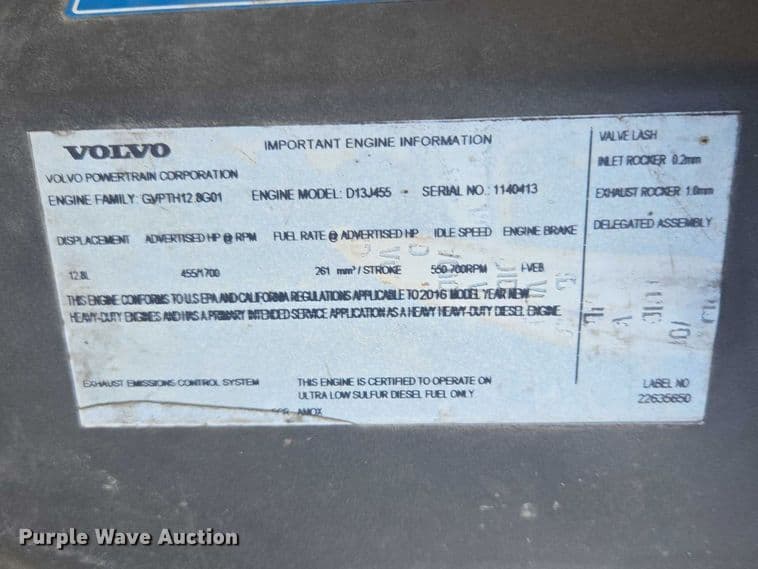 VOLVO
IMPORTANT ENGINE INFORMATION
VOLVO POWERTRAIN CORPORATION
ENGINE FAMILY: GVPTH12.8G01 ENGINE MODEL: D13J455 SERIAL NO.: 1140413
DISPLACEMENT ADVERTISED HP @ RPM FUEL RATE @ ADVERTISED HP IDLE SPEED ENGINE BRAKE
12.8L 455/1700 261 mm³/STROKE 550-700RPM I-VEB
THIS ENGINE CONFORMS TO U.S EPA AND CALIFORNIA REGULATIONS APPLICABLE TO 2016 MODEL YEAR NEW
HEAVY-DUTY ENGINES AND HAS A PRIMARY INTENDED SERVICE APPLICATION AS A HEAVY HEAVY-DUTY DIESEL ENGINE
EXHAUST EMISSIONS CONTROL SYSTEM
THIS ENGINE IS CERTIFIED TO OPERATE ON
ULTRA LOW SULFUR DIESEL FUEL ONLY
AMOX
VALVE LASH
INLET ROCKER 0.2mm
EXHAUST ROCKER 1.0mm
DELEGATED ASSEMBLY
LABEL NO
22635650
Purple Wave Auction